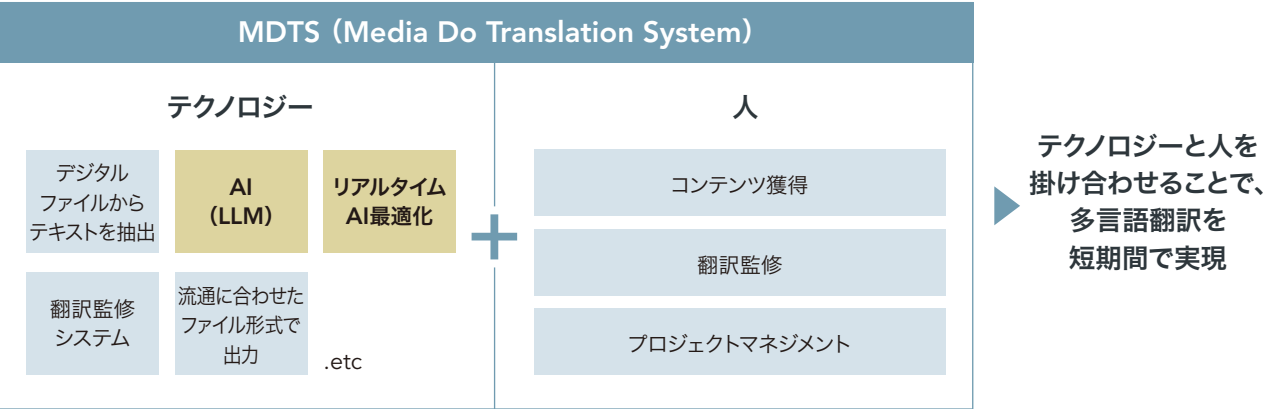 MDTS（Media Do Translation System）
テクノロジー
デジタル
ファイルから
テキストを抽出
AI
（LLM）
リアルタイム
AI最適化
翻訳監修
システム
流通に合わせた
ファイル形式で
出力
.etc
+
人
コンテンツ獲得
翻訳監修
プロジェクトマネジメント
テクノロジーと人を
掛け合わせることで、
多言語翻訳を
短期間で実現